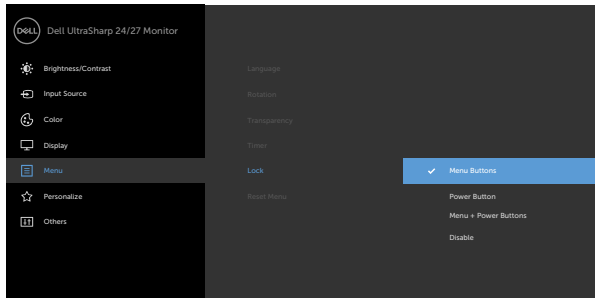 DELL
Dell UltraSharp 24/27 Monitor
Brightness/Contrast
Language
Input Source
Rotation
Color
Transparency
Display
Timer
Menu
Lock
Menu Buttons
Personalize
Reset Menu
Power Button
Menu + Power Buttons
Others
Disable